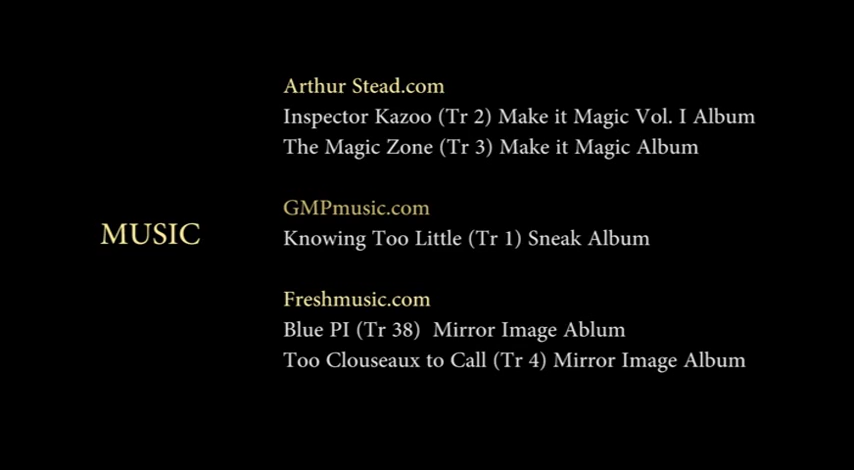 MUSIC
Arthur Stead.com
Inspector Kazoo (Tr 2) Make it Magic Vol. I Album
The Magic Zone (Tr 3) Make it Magic Album
GMPmusic.com
Knowing Too Little (Tr 1) Sneak Album
Freshmusic.com
Blue PI (Tr 38)  Mirror Image Ablum
Too Clouseaux to Call (Tr 4) Mirror Image Album